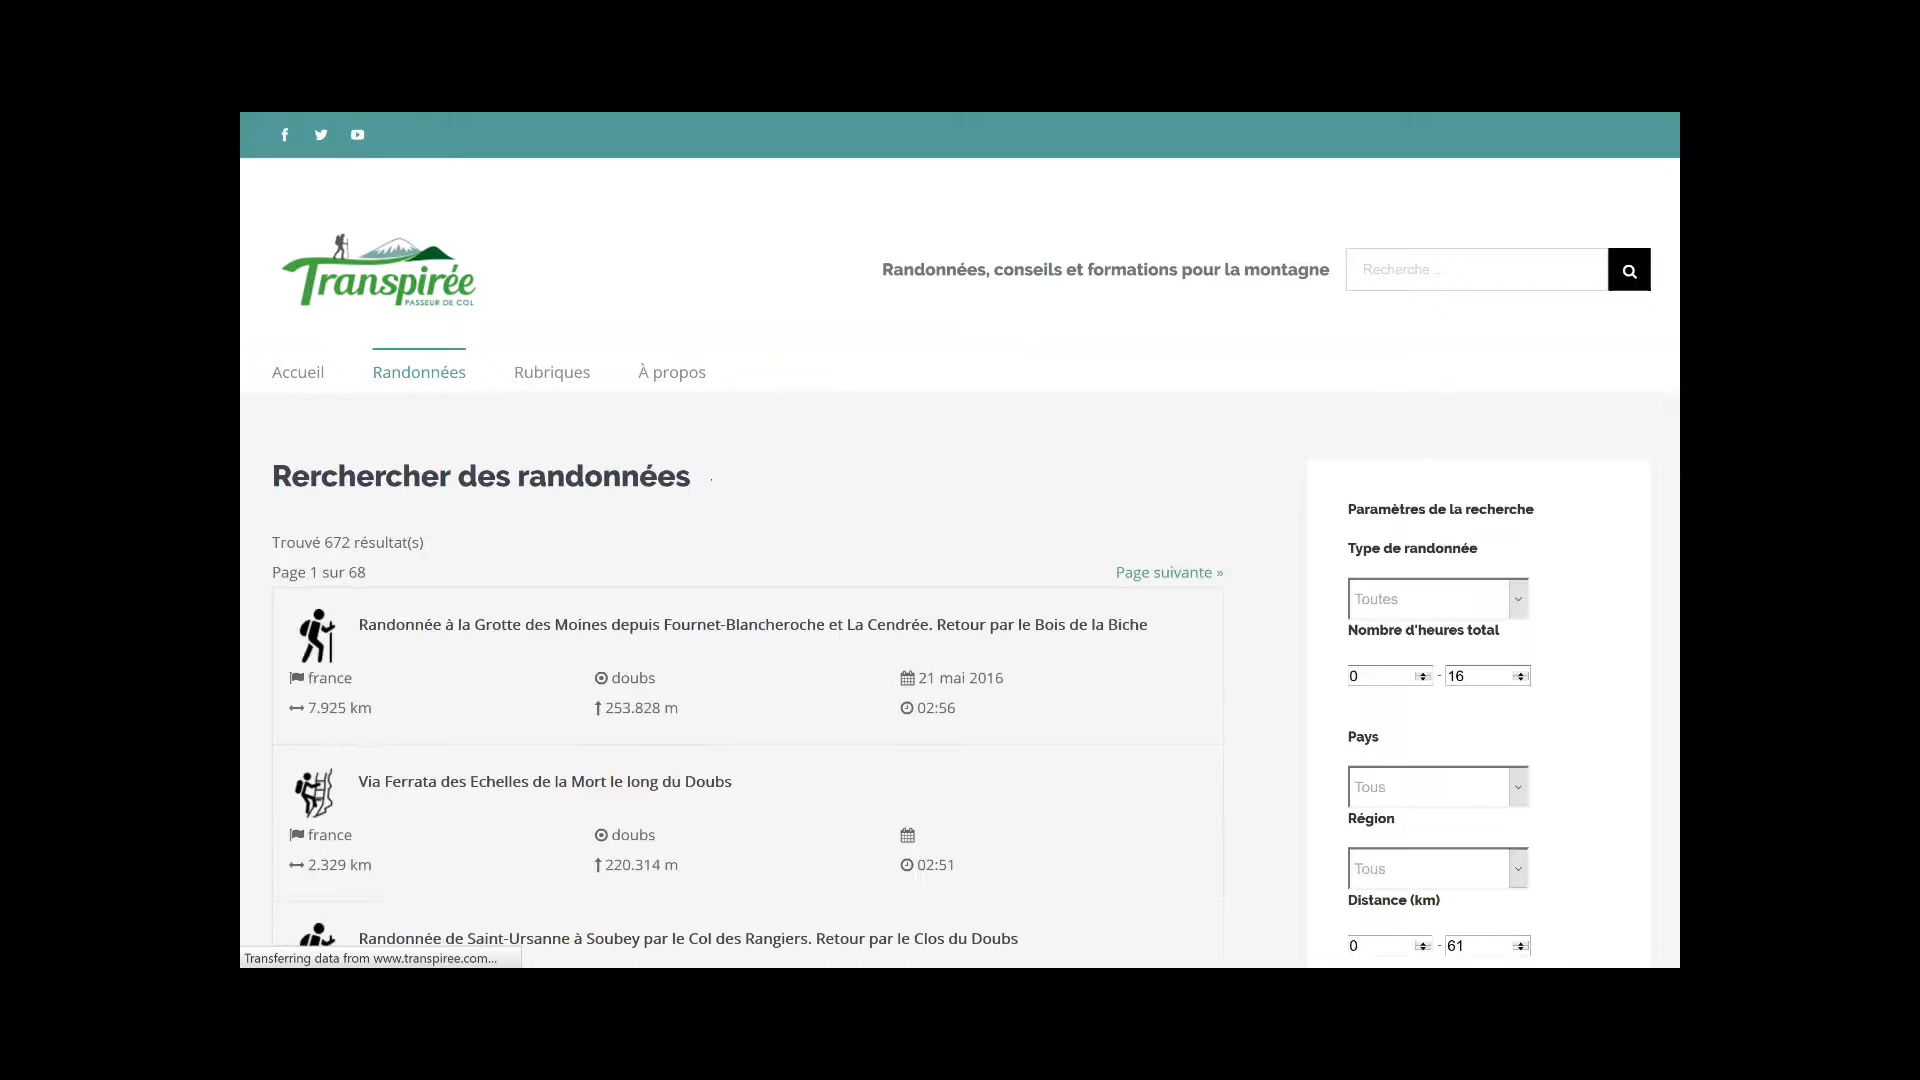 Transpirée
PASSEUR DE COL
Randonnées, conseils et formations pour la montagne
Recherche ...
Accueil
Randonnées
Rubriques
À propos
Rerchercher des randonnées
Trouvé 672 résultat(s)
Page 1 sur 68
Page suivante »
Randonnée à la Grotte des Moines depuis Fournet-Blancheroche et La Cendrée. Retour par le Bois de la Biche
france
doubs
21 mai 2016
7.925 km
253.828 m
02:56
Via Ferrata des Echelles de la Mort le long du Doubs
france
doubs
2.329 km
220.314 m
02:51
Randonnée de Saint-Ursanne à Soubey par le Col des Rangiers. Retour par le Clos du Doubs
Paramètres de la recherche
Type de randonnée
Toutes
Nombre d'heures total
0 - 16
Pays
Tous
Région
Tous
Distance (km)
0 - 61
Transferring data from www.transpiree.com...